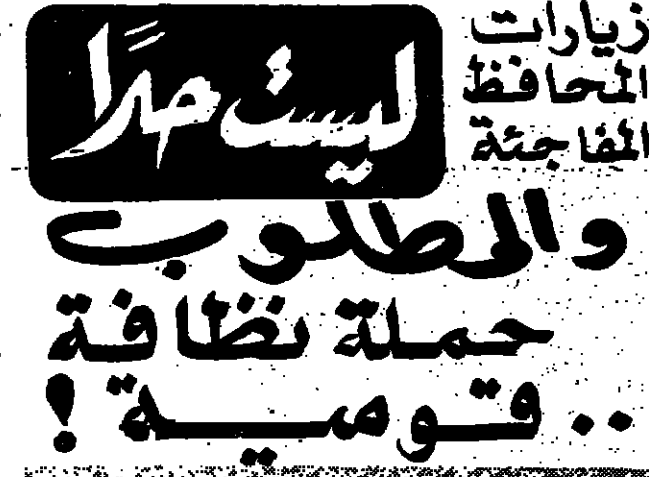 زيارات
المحافظ
المفاجئة
ليست حلاً
والمطلوب
حملة نظافة
.. قومية !